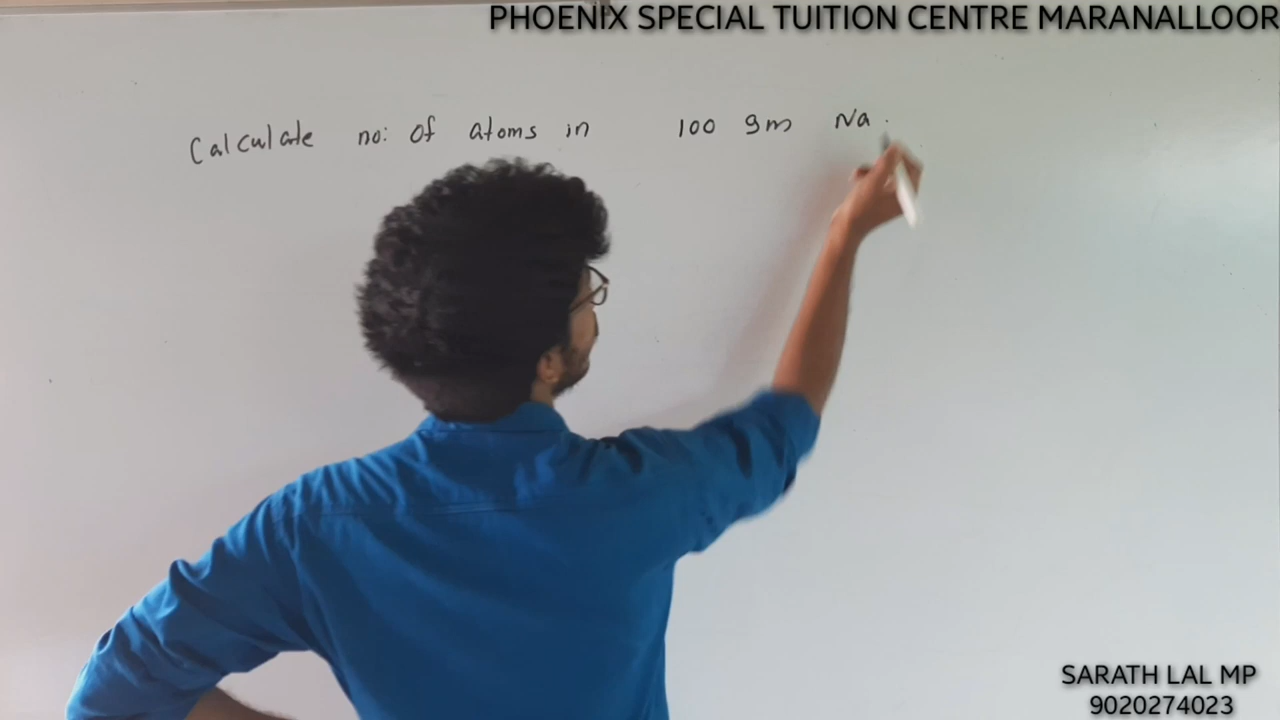 PHOENIX SPECIAL TUITION CENTRE MARANALLOOR
Calculate no: of atoms in 100 gm Na.
SARATH LAL MP
9020274023